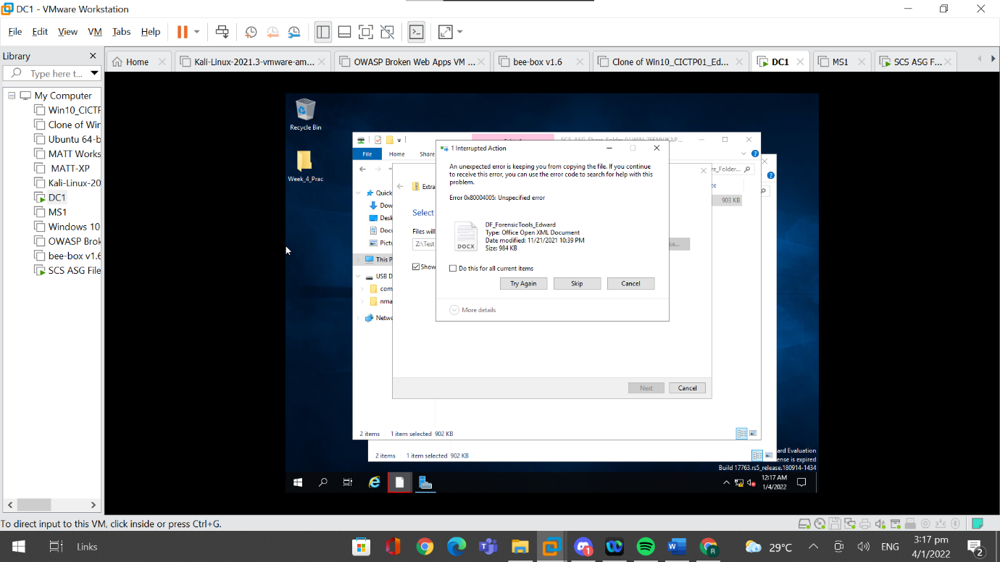 DC1 - VMware Workstation
File Edit View VM Tabs Help
Library
Type here t...
Home
Kali-Linux-2021.3-vmware-am...
OWASP Broken Web Apps VM ...
bee-box v1.6
Clone of Win10_CICTP01_Ed...
DC1
MS1
SCS ASG F...
My Computer
Win10_CICTF
Clone of Wir
Ubuntu 64-b
MATT Works
MATT-XP
Kali-Linux-20
DC1
MS1
Windows 10
OWASP Brok
bee-box v1.6
SCS ASG File
Recycle Bin
Week_4_Prac
File Home Share
Quick
Dow
Desk
Docu
Pictu
This P
USB D
com
nma
Netwo
Extra
Select
Files will
Z:\Test
Show
re_Folder...
ze
903 KB
se...
1 Interrupted Action
An unexpected error is keeping you from copying the file. If you continue
to receive this error, you can use the error code to search for help with this
problem.
Error 0x80004005: Unspecified error
DF_ForensicTools_Edward
Type: Office Open XML Document
Date modified: 11/21/2021 10:39 PM
Size: 984 KB
DOCX
Do this for all current items
Try Again Skip Cancel
More details
Next Cancel
2 items 1 item selected 902 KB
2 items 1 item selected 902 KB
ard Evaluation
ense is expired
Build 17763.rs5_release.180914-1434
12:17 AM
1/4/2022
To direct input to this VM, click inside or press Ctrl+G.
Links
29°C
ENG
3:17 pm
4/1/2022
2